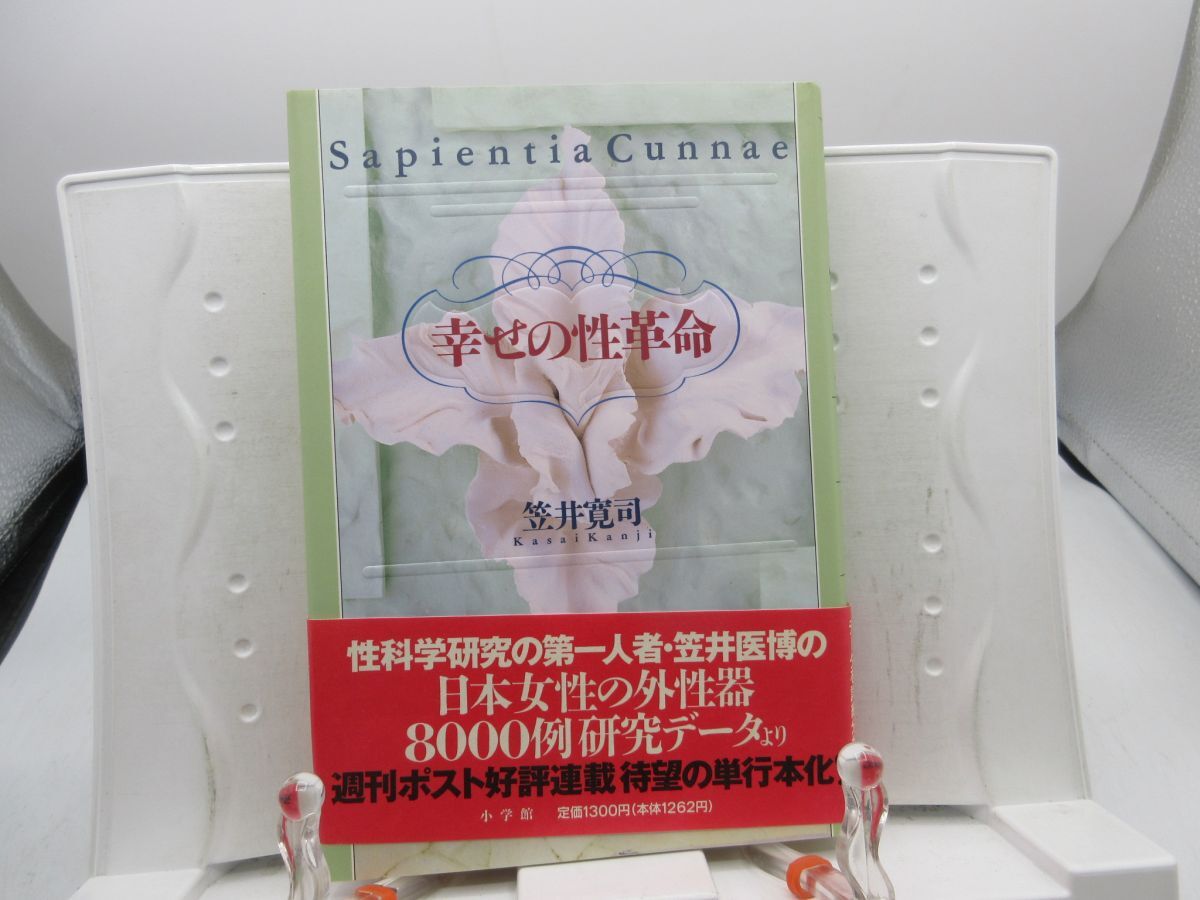 Sapientia Cunnae
幸せの性革命
笠井寛司
KasaiKanji
性科学研究の第一人者・笠井医博の
日本女性の外性器
8000例研究データより
週刊ポスト好評連載 待望の単行本化!
小学館 定価1300円(本体1262円)